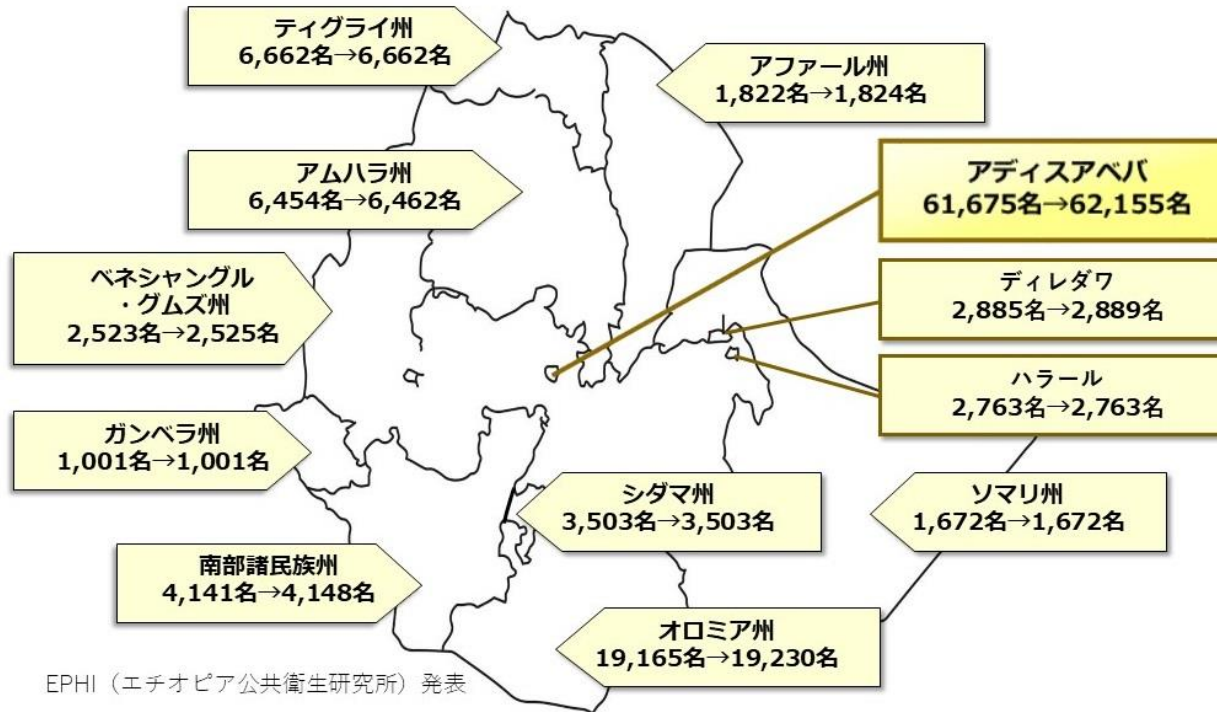 ティグライ州
6,662名→6,662名
アファール州
1,822名→1,824名
アムハラ州
6,454名→6,462名
アディスアベバ
61,675名→62,155名
ベネシャングル
・グムズ州
2,523名→2,525名
ディレダワ
2,885名→2,889名
ハラール
2,763名→2,763名
ガンベラ州
1,001名→1,001名
シダマ州
3,503名→3,503名
ソマリ州
1,672名→1,672名
南部諸民族州
4,141名→4,148名
オロミア州
19,165名→19,230名
EPHI（エチオピア公共衛生研究所）発表